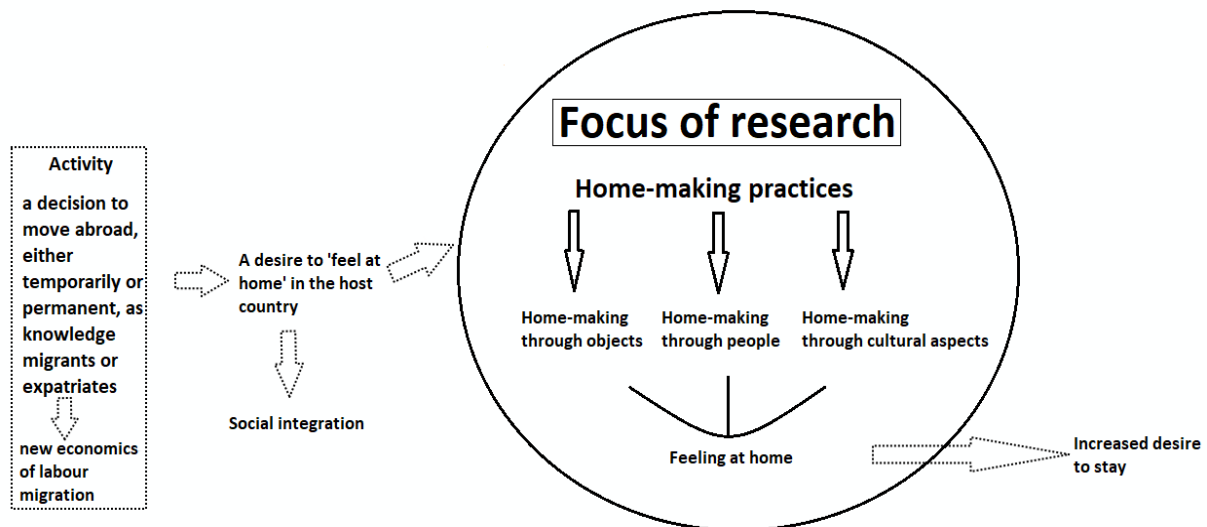 Activity
a decision to
move abroad,
either
temporarily or
permanent, as
knowledge
migrants or
expatriates
new economics
of labour
migration
A desire to 'feel at
home' in the host
country
Social integration
Focus of research
Home-making practices
Home-making
through objects
Home-making
through people
Home-making
through cultural aspects
Feeling at home
Increased desire
to stay